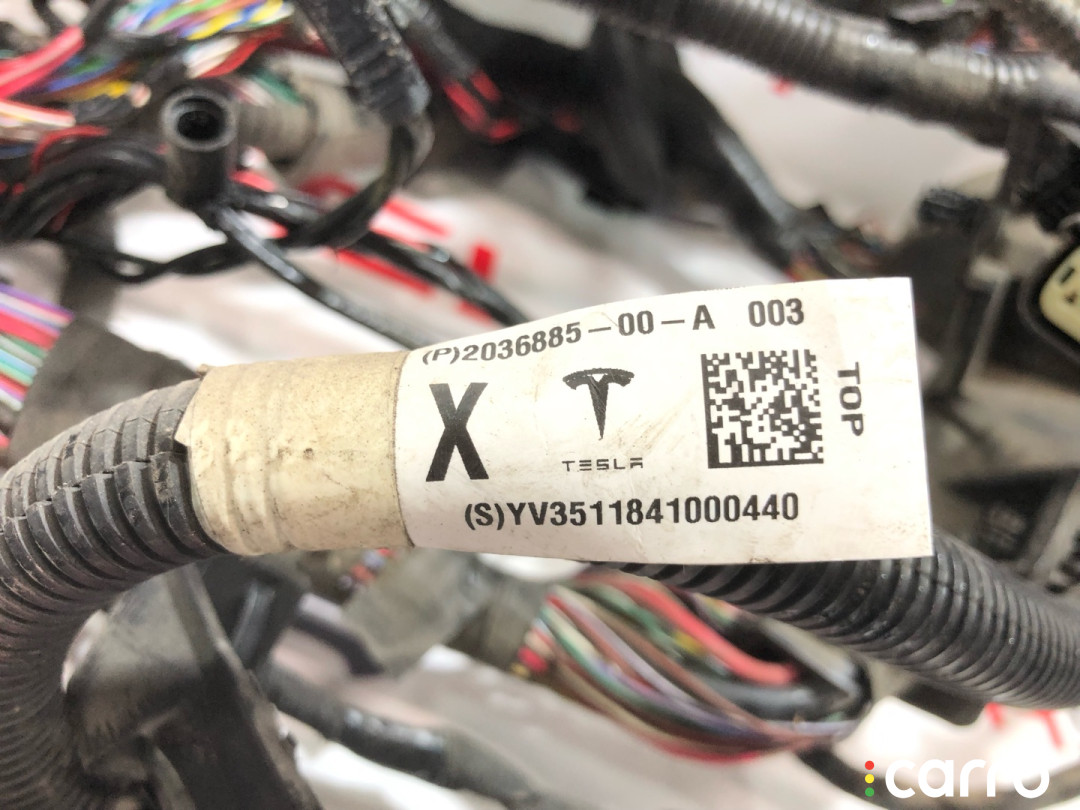 (P)2036885-00-A 003
X
TESLA
TOP
(S)YV3511841000440
carro